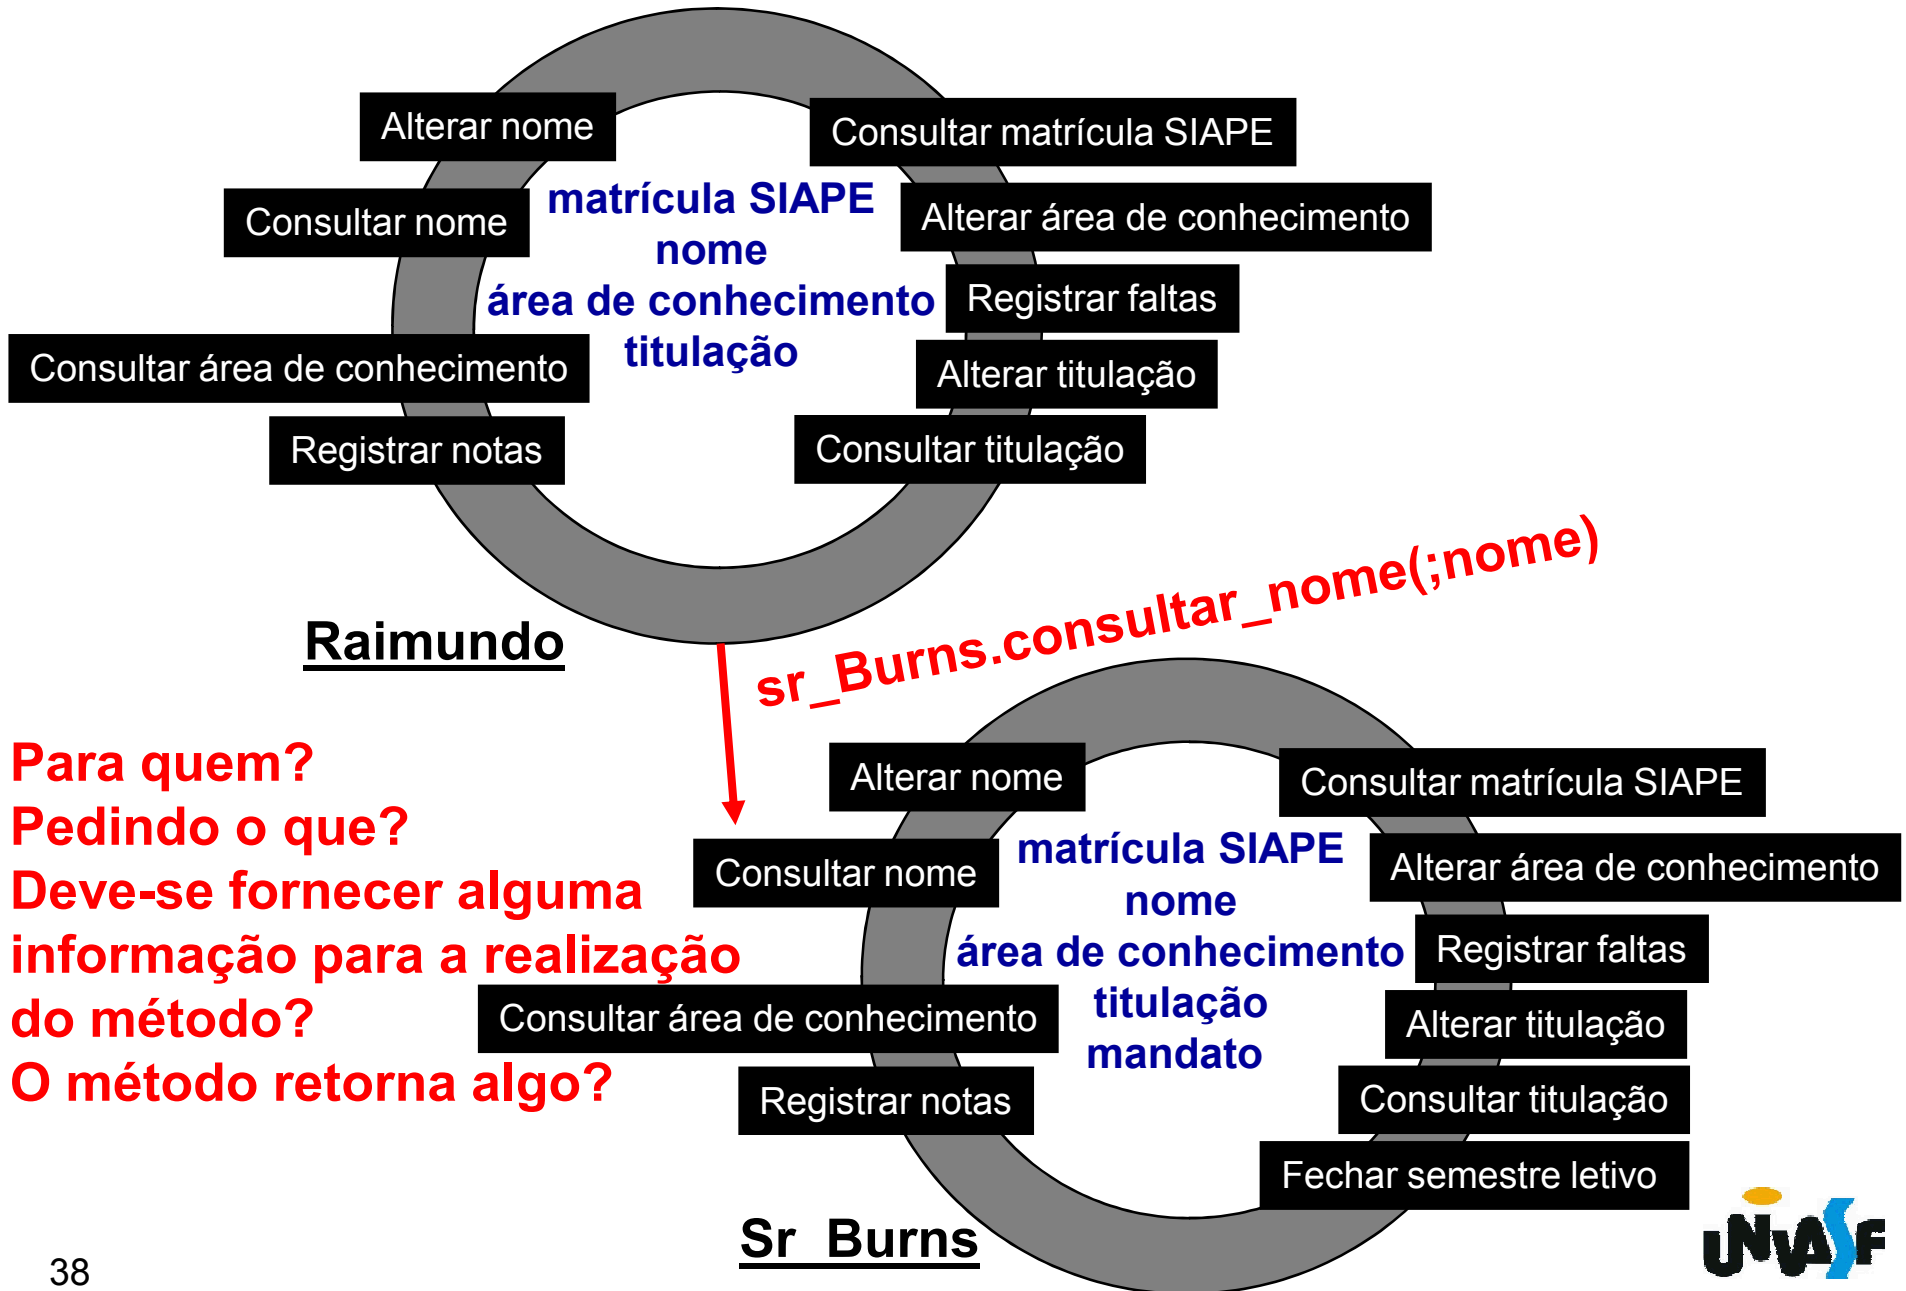 Alterar nome
Consultar matrícula SIAPE
Consultar nome
matrícula SIAPE
nome
área de conhecimento
titulação
Alterar área de conhecimento
Registrar faltas
Consultar área de conhecimento
Alterar titulação
Registrar notas
Consultar titulação
Raimundo
sr_Burns.consultar_nome(;nome)
Para quem?
Pedindo o que?
Deve-se fornecer alguma
informação para a realização
do método?
O método retorna algo?
Alterar nome
Consultar matrícula SIAPE
Consultar nome
matrícula SIAPE
nome
área de conhecimento
titulação
mandato
Alterar área de conhecimento
Registrar faltas
Consultar área de conhecimento
Alterar titulação
Registrar notas
Consultar titulação
Fechar semestre letivo
Sr Burns
38
UNIVASF